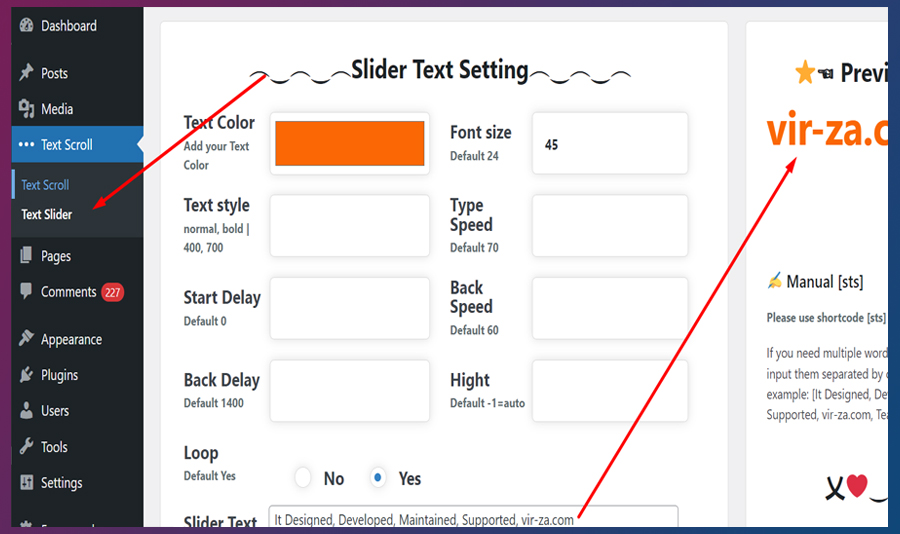 Dashboard
Posts
Media
Text Scroll
Text Scroll
Text Slider
Pages
Comments 227
Appearance
Plugins
Users
Tools
Settings
Slider Text Setting
Text Color
Add your Text
Color
Font size
Default 24
45
Text style
normal, bold |
400, 700
Type
Speed
Default 70
Start Delay
Default 0
Back
Speed
Default 60
Back Delay
Default 1400
Hight
Default -1=auto
Loop
Default Yes
No
Yes
Slider Text
It Designed, Developed, Maintained, Supported, vir-za.com
Previ
vir-za.c
Manual [sts]
Please use shortcode [sts]
If you need multiple word
input them separated by
example: [It Designed, De
Supported, vir-za.com, Tea